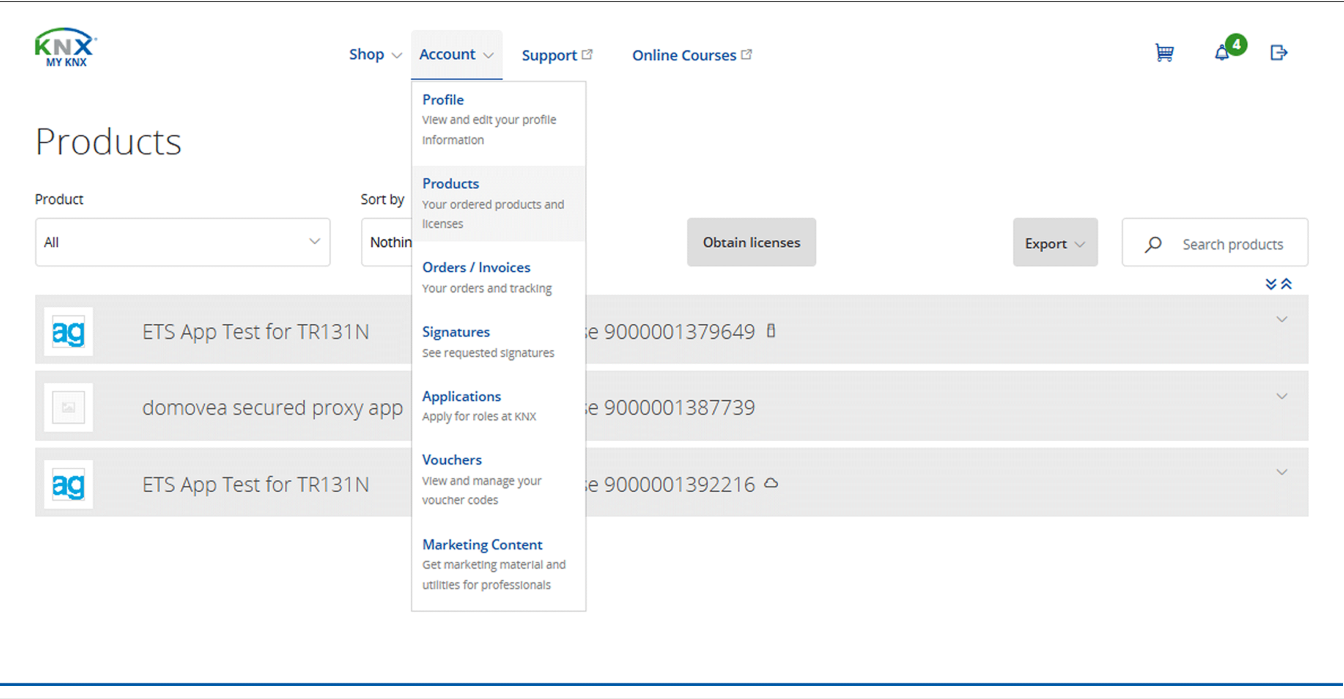 KNX
MY KNX
Shop
Account
Support
Online Courses
4
Profile
View and edit your profile
information
Products
Your ordered products and
licenses
Orders / Invoices
Your orders and tracking
Signatures
See requested signatures
Applications
Apply for roles at KNX
Vouchers
View and manage your
voucher codes
Marketing Content
Get marketing material and
utilities for professionals
Products
Product
Sort by
All
Nothin
Obtain licenses
Export
Search products
ag
ETS App Test for TR131N
se 9000001379649
domovea secured proxy app
se 9000001387739
ag
ETS App Test for TR131N
se 9000001392216